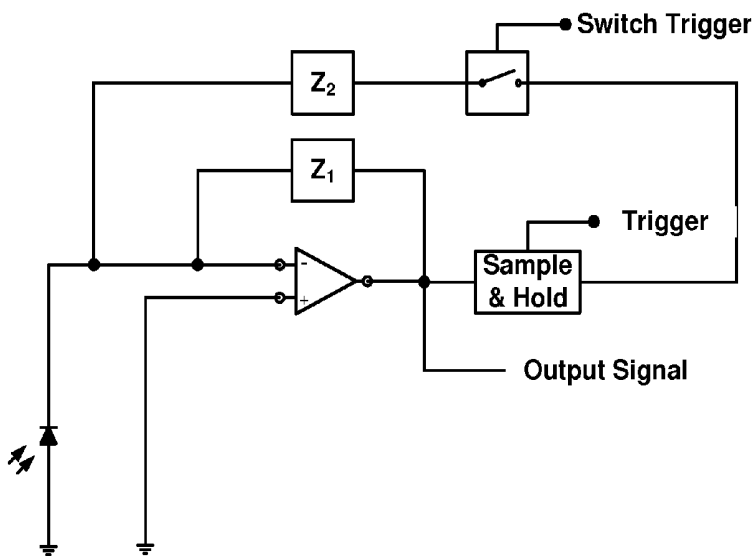 Switch Trigger
Z2
Z1
Trigger
Sample
& Hold
-
+
Output Signal